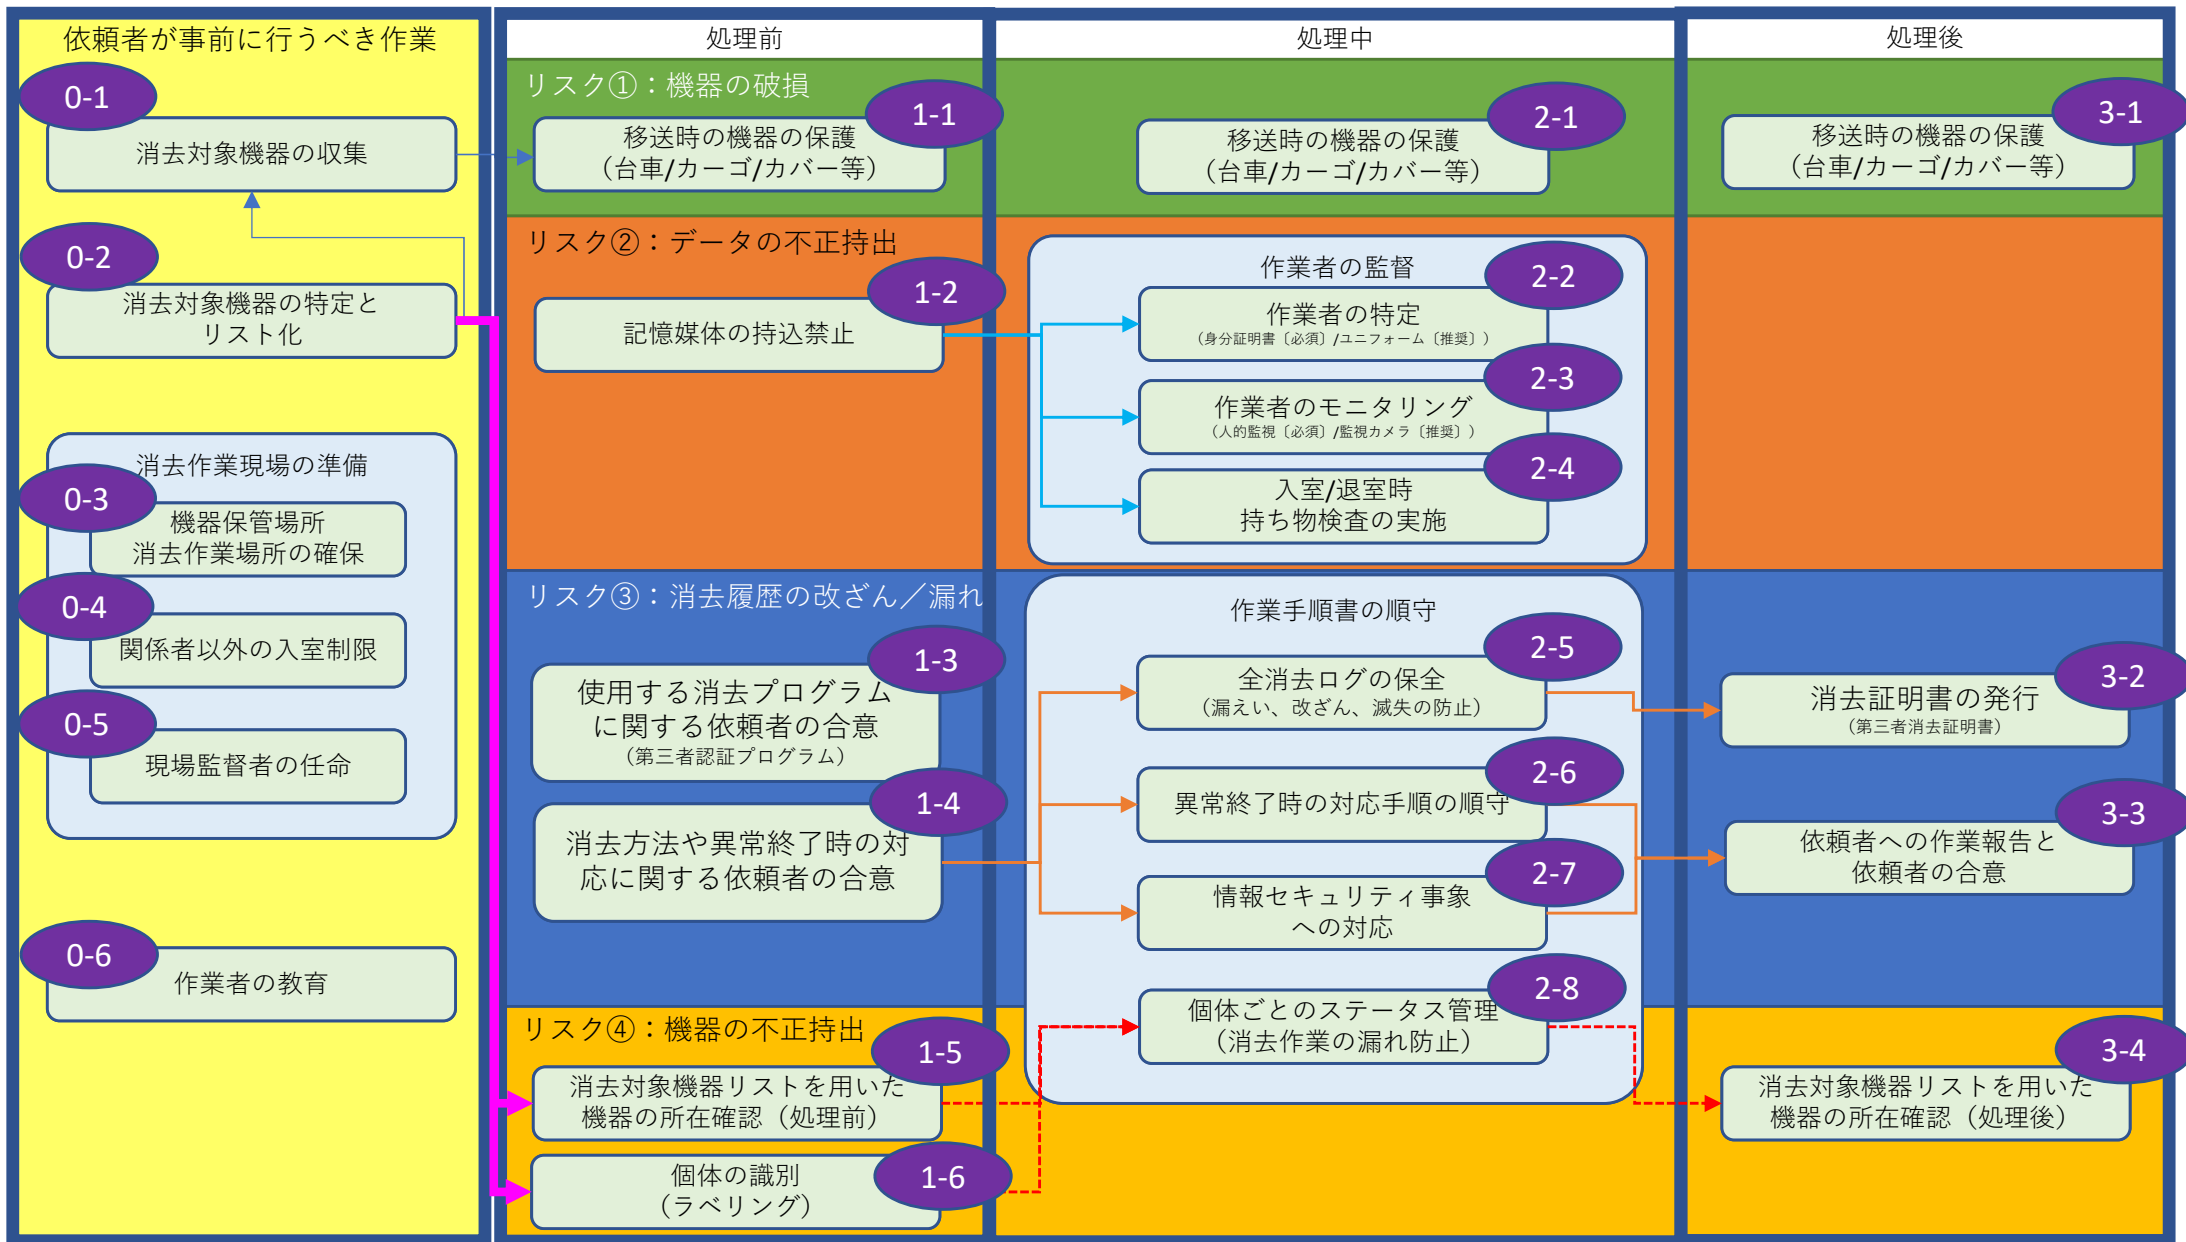 依頼者が事前に行うべき作業
0-1
消去対象機器の収集
0-2
消去対象機器の特定と
リスト化
消去作業現場の準備
0-3
機器保管場所
消去作業場所の確保
0-4
関係者以外の入室制限
0-5
現場監督者の任命
0-6
作業者の教育
処理前
処理中
処理後
リスク①：機器の破損
1-1
移送時の機器の保護
（台車/カーゴ/カバー等）
2-1
移送時の機器の保護
（台車/カーゴ/カバー等）
3-1
移送時の機器の保護
（台車/カーゴ/カバー等）
リスク②：データの不正持出
1-2
記憶媒体の持込禁止
作業者の監督
2-2
作業者の特定
（身分証明書〔必須〕/ユニフォーム〔推奨〕）
2-3
作業者のモニタリング
（人的監視〔必須〕/監視カメラ〔推奨〕）
2-4
入室/退室時
持ち物検査の実施
リスク③：消去履歴の改ざん／漏れ
1-3
使用する消去プログラム
に関する依頼者の合意
（第三者認証プログラム）
1-4
消去方法や異常終了時の対
応に関する依頼者の合意
作業手順書の順守
2-5
全消去ログの保全
（漏えい、改ざん、滅失の防止）
2-6
異常終了時の対応手順の順守
2-7
情報セキュリティ事象
への対応
2-8
個体ごとのステータス管理
（消去作業の漏れ防止）
3-2
消去証明書の発行
（第三者消去証明書）
3-3
依頼者への作業報告と
依頼者の合意
リスク④：機器の不正持出
1-5
消去対象機器リストを用いた
機器の所在確認（処理前）
1-6
個体の識別
（ラベリング）
3-4
消去対象機器リストを用いた
機器の所在確認（処理後）